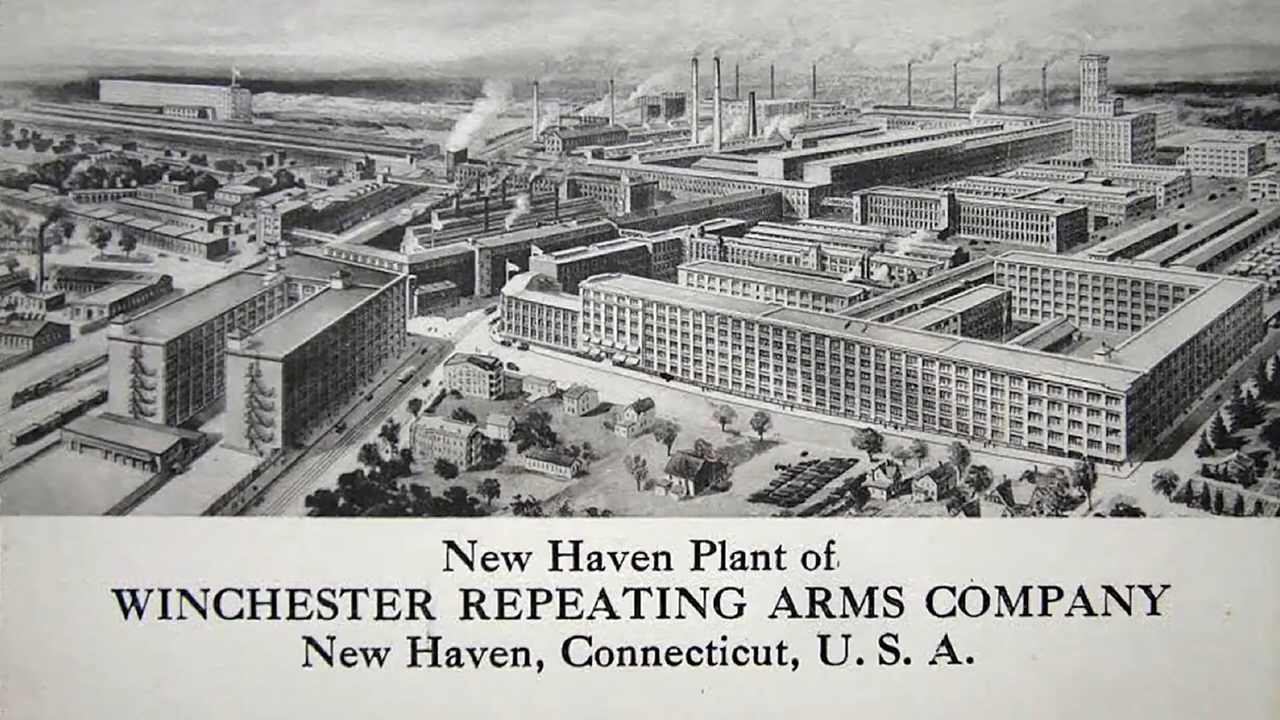 New Haven Plant of
WINCHESTER REPEATING ARMS COMPANY
New Haven, Connecticut, U. S. A.